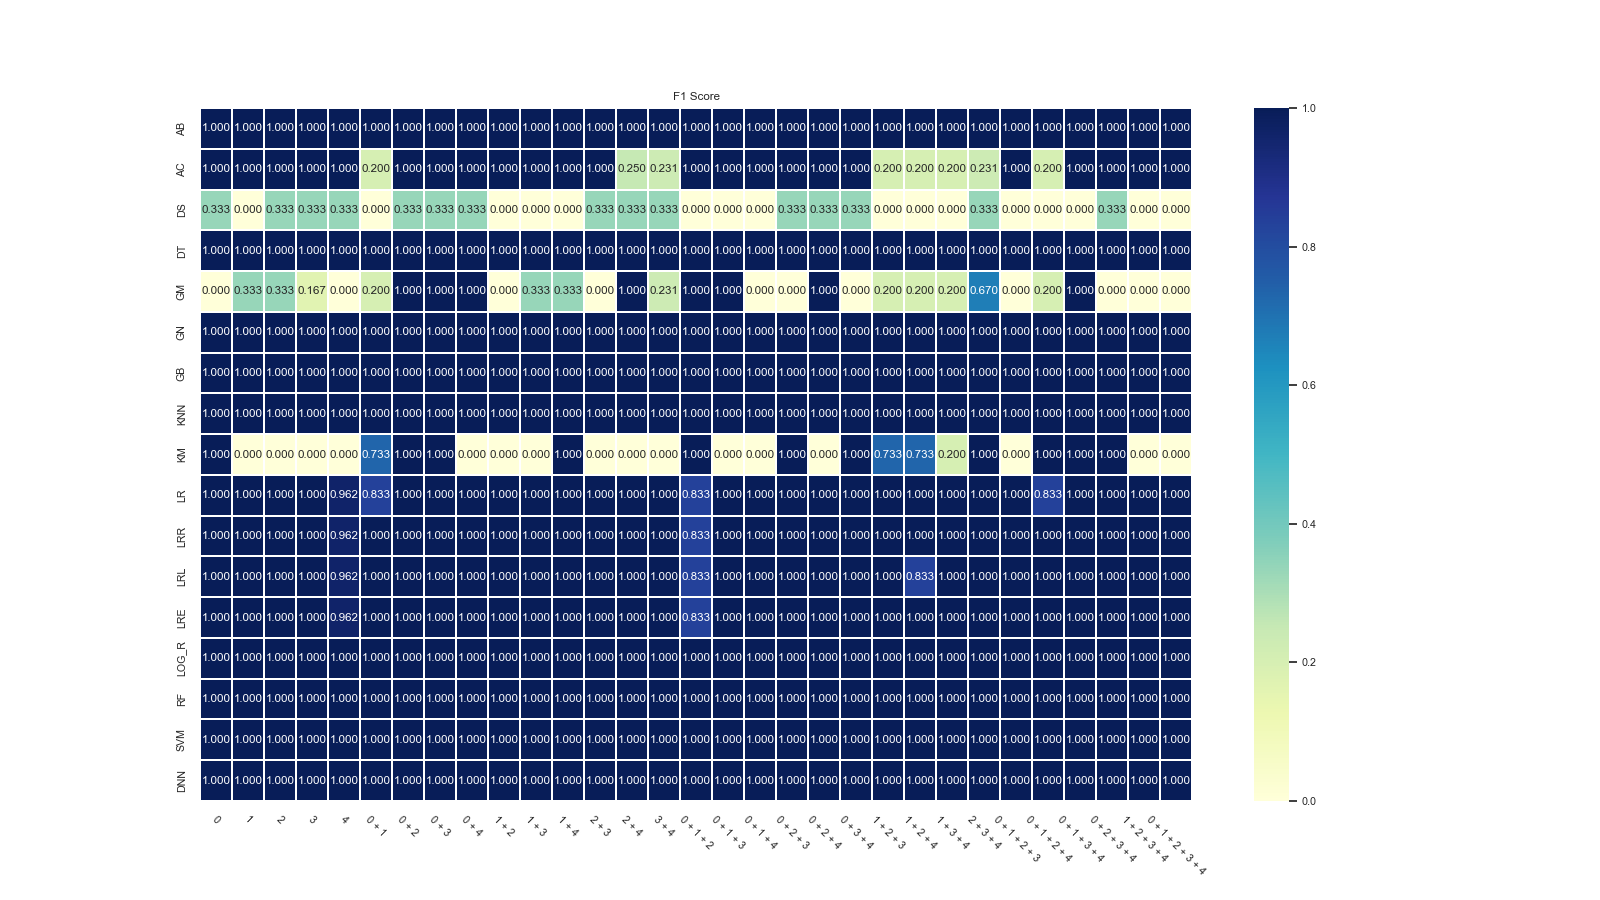 F1 Score
AB 1.000 1.000 1.000 1.000 1.000 1.000 1.000 1.000 1.000 1.000 1.000 1.000 1.000 1.000 1.000 1.000 1.000 1.000 1.000 1.000 1.000 1.000 1.000 1.000 1.000 1.000 1.000 1.000 1.000 1.000 1.000
AC 1.000 1.000 1.000 1.000 1.000 0.200 1.000 1.000 1.000 1.000 1.000 1.000 1.000 0.250 0.231 1.000 1.000 1.000 1.000 1.000 1.000 0.200 0.200 0.200 0.231 1.000 0.200 1.000 1.000 1.000 1.000
DS 0.333 0.000 0.333 0.333 0.333 0.000 0.333 0.333 0.333 0.000 0.000 0.000 0.333 0.333 0.333 0.000 0.000 0.000 0.333 0.333 0.333 0.000 0.000 0.000 0.333 0.000 0.000 0.000 0.333 0.000 0.000
DT 1.000 1.000 1.000 1.000 1.000 1.000 1.000 1.000 1.000 1.000 1.000 1.000 1.000 1.000 1.000 1.000 1.000 1.000 1.000 1.000 1.000 1.000 1.000 1.000 1.000 1.000 1.000 1.000 1.000 1.000 1.000
GM 0.000 0.333 0.333 0.167 0.000 0.200 1.000 1.000 1.000 0.000 0.333 0.333 0.000 1.000 0.231 1.000 1.000 0.000 0.000 1.000 0.000 0.200 0.200 0.200 0.670 0.000 0.200 1.000 0.000 0.000 0.000
GN 1.000 1.000 1.000 1.000 1.000 1.000 1.000 1.000 1.000 1.000 1.000 1.000 1.000 1.000 1.000 1.000 1.000 1.000 1.000 1.000 1.000 1.000 1.000 1.000 1.000 1.000 1.000 1.000 1.000 1.000 1.000
GB 1.000 1.000 1.000 1.000 1.000 1.000 1.000 1.000 1.000 1.000 1.000 1.000 1.000 1.000 1.000 1.000 1.000 1.000 1.000 1.000 1.000 1.000 1.000 1.000 1.000 1.000 1.000 1.000 1.000 1.000 1.000
KNN 1.000 1.000 1.000 1.000 1.000 1.000 1.000 1.000 1.000 1.000 1.000 1.000 1.000 1.000 1.000 1.000 1.000 1.000 1.000 1.000 1.000 1.000 1.000 1.000 1.000 1.000 1.000 1.000 1.000 1.000 1.000
KM 1.000 0.000 0.000 0.000 0.000 0.733 1.000 1.000 0.000 0.000 0.000 1.000 0.000 0.000 0.000 1.000 0.000 0.000 1.000 0.000 1.000 0.733 0.733 0.200 1.000 0.000 1.000 1.000 1.000 0.000 0.000
LR 1.000 1.000 1.000 1.000 0.962 0.833 1.000 1.000 1.000 1.000 1.000 1.000 1.000 1.000 1.000 0.833 1.000 1.000 1.000 1.000 1.000 1.000 1.000 1.000 1.000 1.000 0.833 1.000 1.000 1.000 1.000
LRR 1.000 1.000 1.000 1.000 0.962 1.000 1.000 1.000 1.000 1.000 1.000 1.000 1.000 1.000 1.000 0.833 1.000 1.000 1.000 1.000 1.000 1.000 1.000 1.000 1.000 1.000 1.000 1.000 1.000 1.000 1.000
LRL 1.000 1.000 1.000 1.000 0.962 1.000 1.000 1.000 1.000 1.000 1.000 1.000 1.000 1.000 1.000 0.833 1.000 1.000 1.000 1.000 1.000 1.000 0.833 1.000 1.000 1.000 1.000 1.000 1.000 1.000 1.000
LRE 1.000 1.000 1.000 1.000 0.962 1.000 1.000 1.000 1.000 1.000 1.000 1.000 1.000 1.000 1.000 0.833 1.000 1.000 1.000 1.000 1.000 1.000 1.000 1.000 1.000 1.000 1.000 1.000 1.000 1.000 1.000
LOG_R 1.000 1.000 1.000 1.000 1.000 1.000 1.000 1.000 1.000 1.000 1.000 1.000 1.000 1.000 1.000 1.000 1.000 1.000 1.000 1.000 1.000 1.000 1.000 1.000 1.000 1.000 1.000 1.000 1.000 1.000 1.000
RF 1.000 1.000 1.000 1.000 1.000 1.000 1.000 1.000 1.000 1.000 1.000 1.000 1.000 1.000 1.000 1.000 1.000 1.000 1.000 1.000 1.000 1.000 1.000 1.000 1.000 1.000 1.000 1.000 1.000 1.000 1.000
SVM 1.000 1.000 1.000 1.000 1.000 1.000 1.000 1.000 1.000 1.000 1.000 1.000 1.000 1.000 1.000 1.000 1.000 1.000 1.000 1.000 1.000 1.000 1.000 1.000 1.000 1.000 1.000 1.000 1.000 1.000 1.000
DNN 1.000 1.000 1.000 1.000 1.000 1.000 1.000 1.000 1.000 1.000 1.000 1.000 1.000 1.000 1.000 1.000 1.000 1.000 1.000 1.000 1.000 1.000 1.000 1.000 1.000 1.000 1.000 1.000 1.000 1.000 1.000
0
1
2
3
4
0 + 1
0 + 2
0 + 3
0 + 4
1 + 2
1 + 3
1 + 4
2 + 3
2 + 4
3 + 4
0 + 1 + 2
0 + 1 + 3
0 + 1 + 4
0 + 2 + 3
0 + 2 + 4
0 + 3 + 4
1 + 2 + 3
1 + 2 + 4
1 + 3 + 4
2 + 3 + 4
0 + 1 + 2 + 3
0 + 1 + 2 + 4
0 + 1 + 3 + 4
0 + 2 + 3 + 4
1 + 2 + 3 + 4
0 + 1 + 2 + 3 + 4
1.0
0.8
0.6
0.4
0.2
0.0